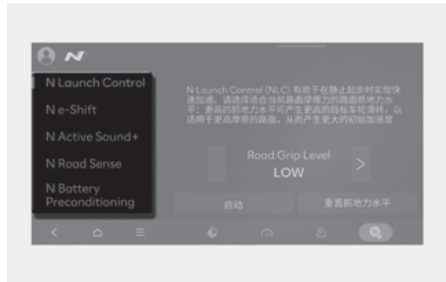 N
N Launch Control
N e-Shift
N Active Sound+
N Road Sense
N Battery
Preconditioning
N Launch Control (NLC) 有助于在静止起步时实现快
速加速。请选择适合当前路面摩擦力的路面抓地力水
平：更高的抓地力水平可产生更高的目标车轮滑转，以
适用于更高摩擦的路面，从而产生更大的初始加速度
Road Grip Level
LOW
启动
重置抓地力水平